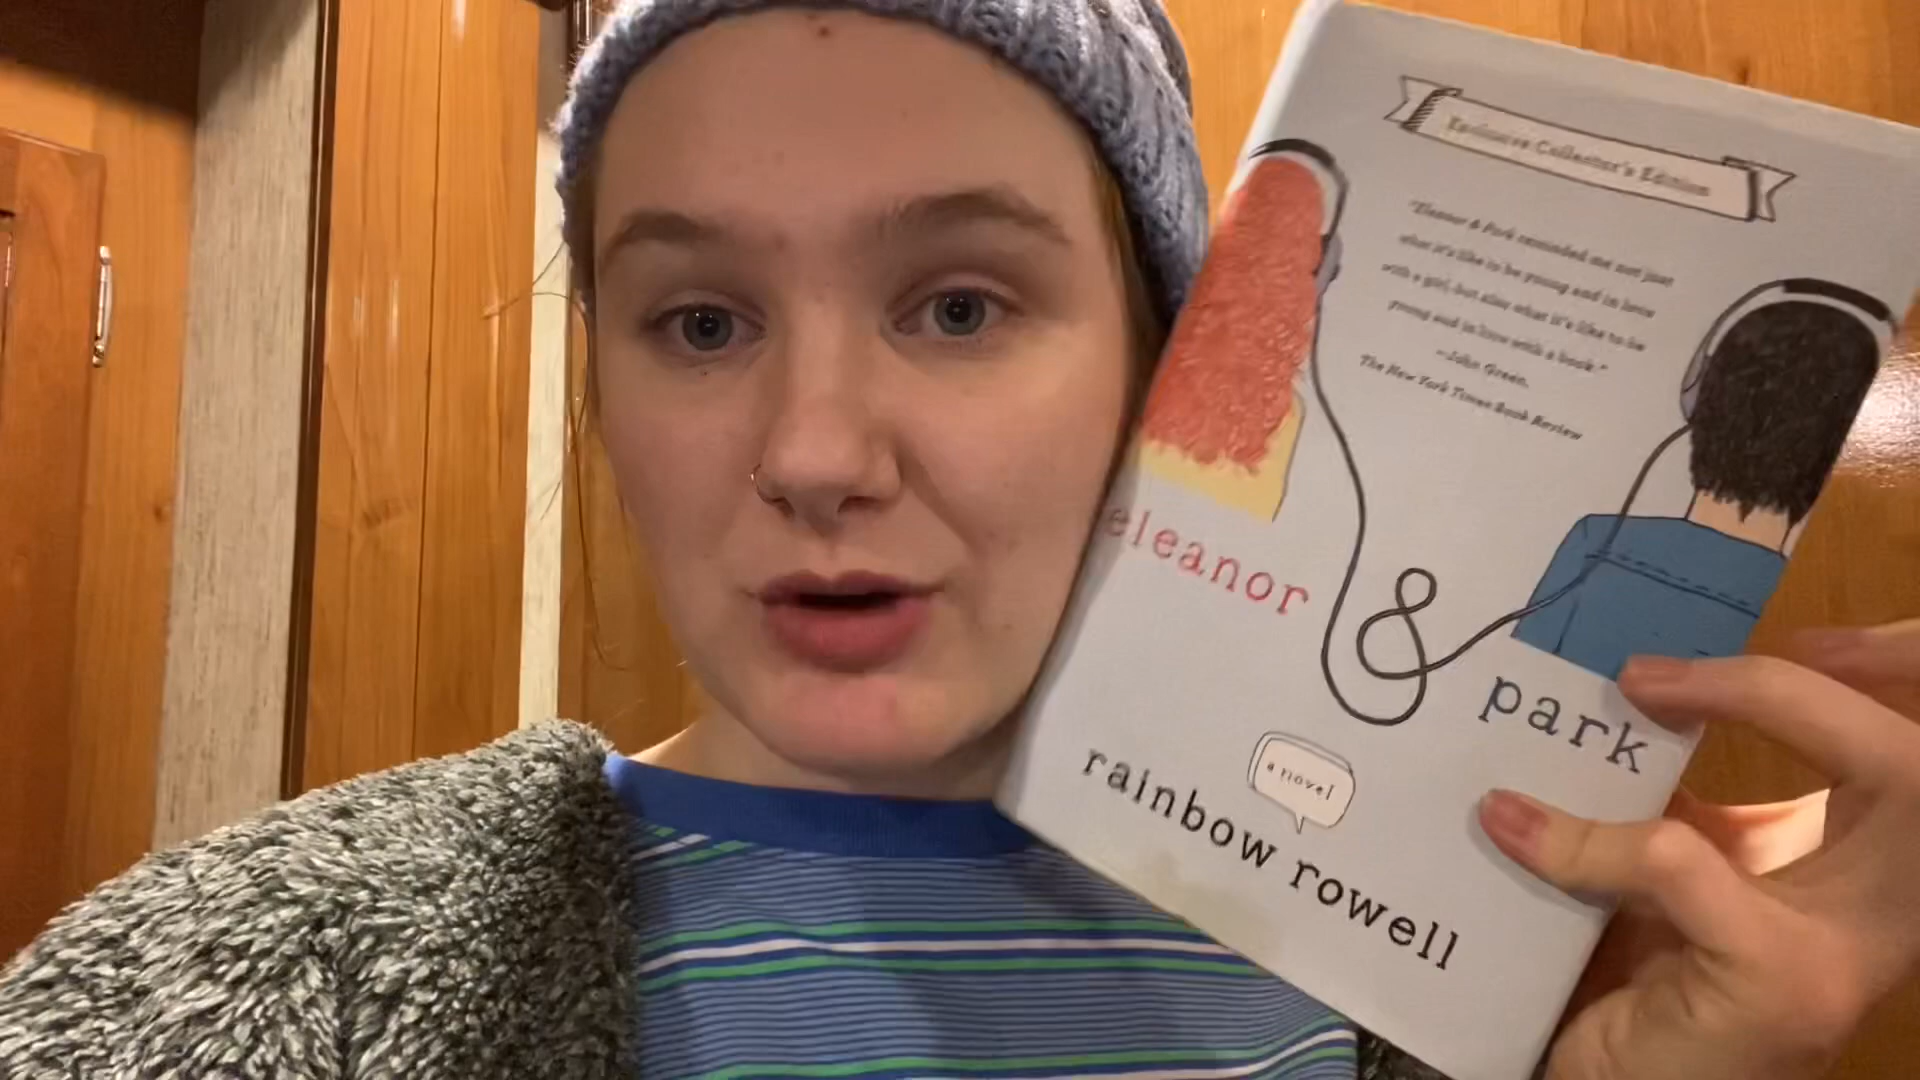 Exclusive Collector's Edition
"Eleanor & Park reminded me not just
what it's like to be young and in love
with a girl, but also what it's like to be
young and in love with a book."
—John Green,
The New York Times Book Review
eleanor
&
park
a novel
rainbow rowell